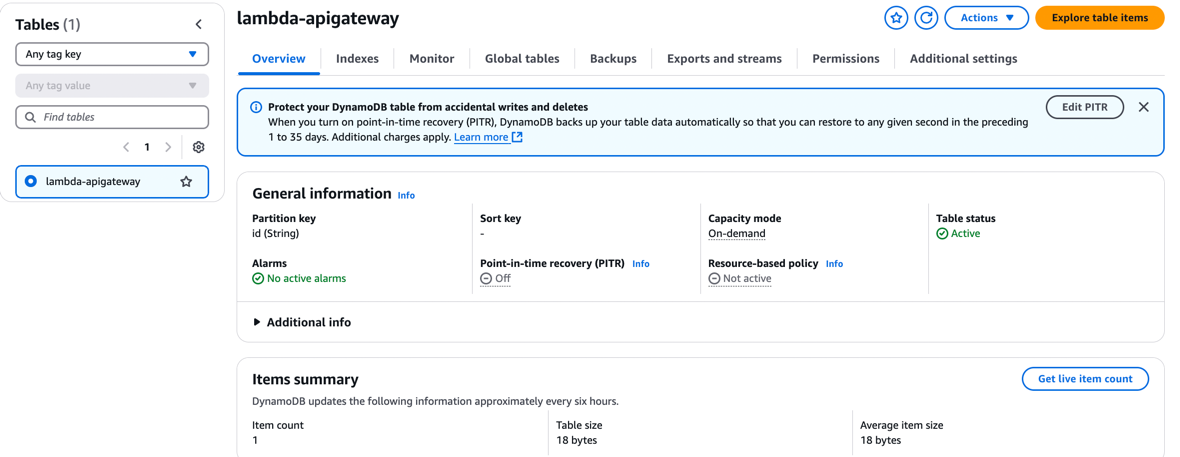 Tables (1)
Any tag key
Any tag value
Find tables
1
lambda-apigateway
lambda-apigateway
Actions
Explore table items
Overview
Indexes
Monitor
Global tables
Backups
Exports and streams
Permissions
Additional settings
Protect your DynamoDB table from accidental writes and deletes
When you turn on point-in-time recovery (PITR), DynamoDB backs up your table data automatically so that you can restore to any given second in the preceding
1 to 35 days. Additional charges apply. Learn more
Edit PITR
General information Info
Partition key
id (String)
Sort key
-
Capacity mode
On-demand
Table status
Active
Alarms
No active alarms
Point-in-time recovery (PITR) Info
Off
Resource-based policy Info
Not active
Additional info
Items summary
Get live item count
DynamoDB updates the following information approximately every six hours.
Item count
1
Table size
18 bytes
Average item size
18 bytes